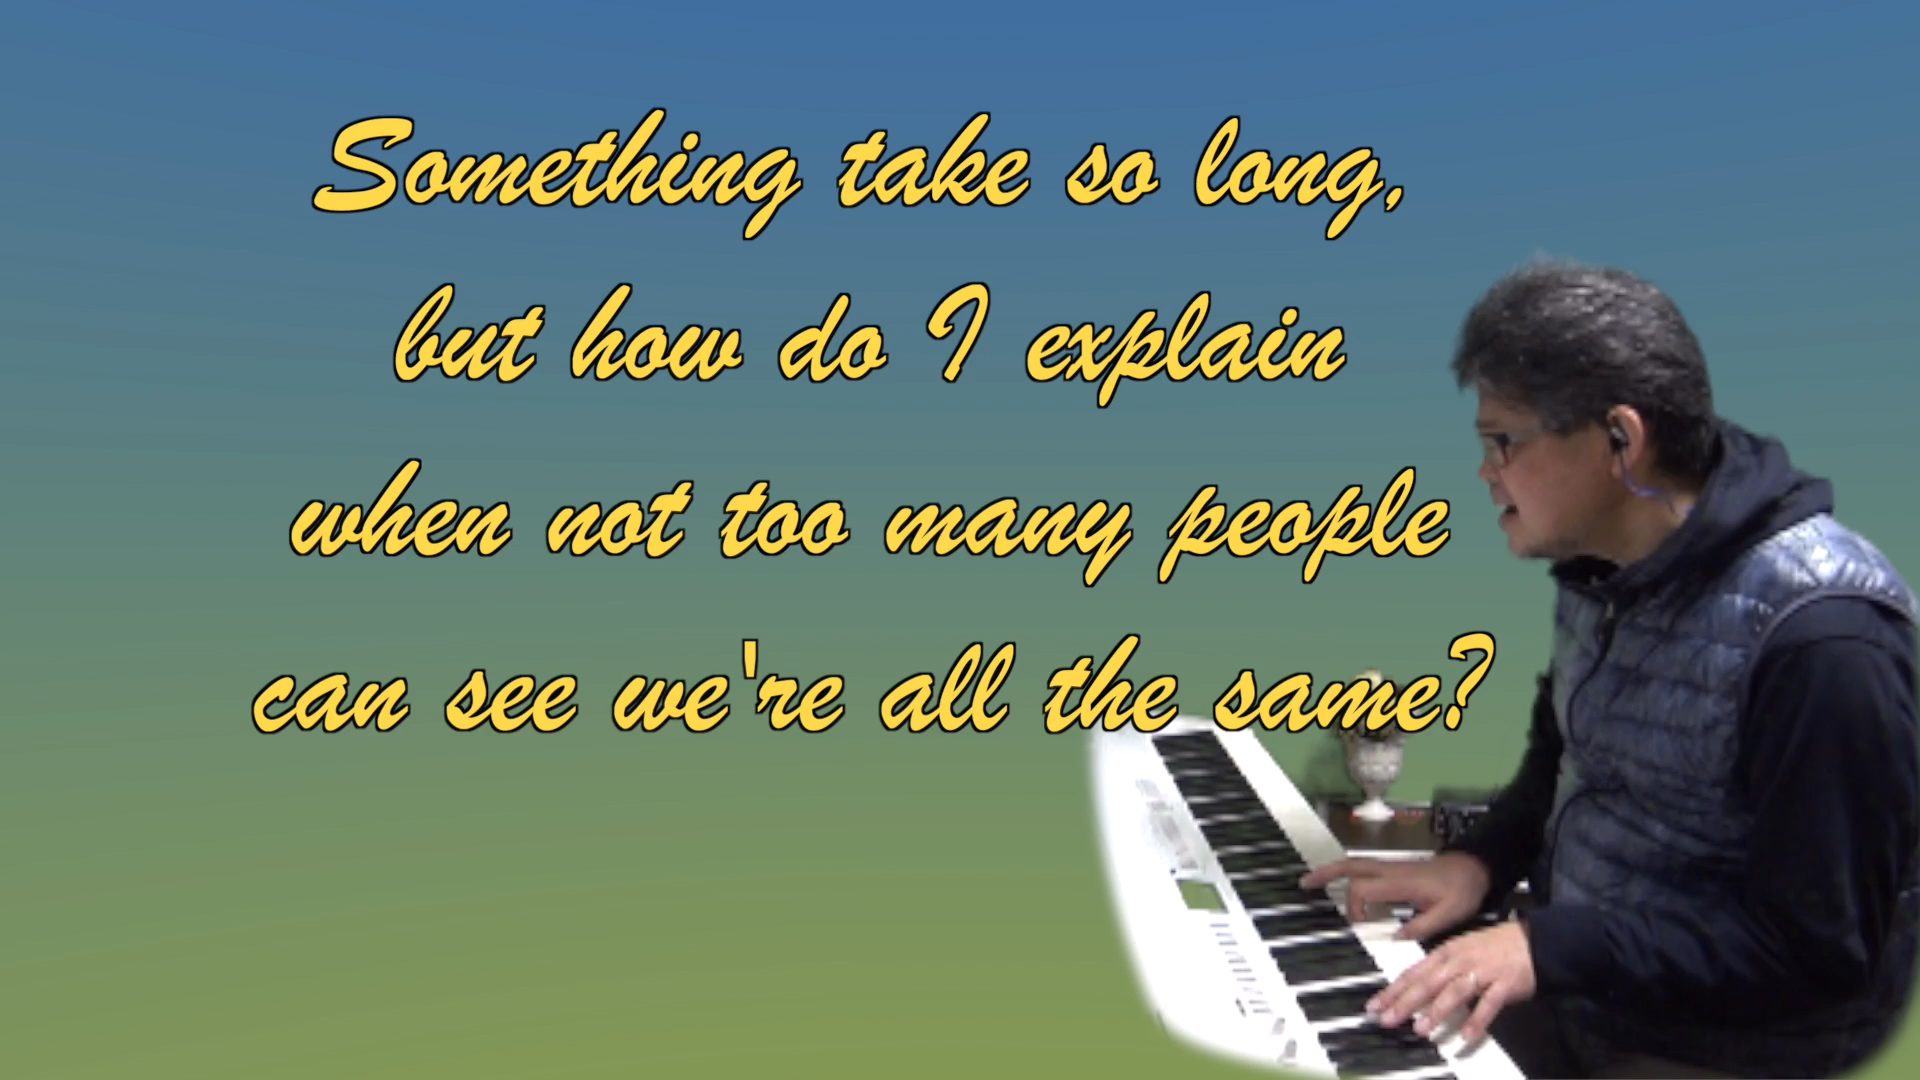 Something take so long,
but how do I explain
when not too many people
can see we're all the same?